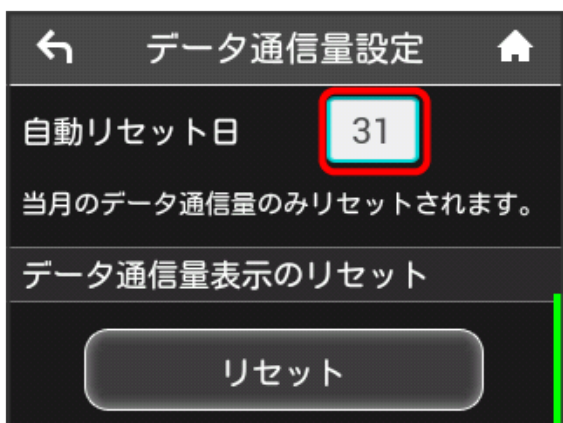 データ通信量設定
自動リセット日 31
当月のデータ通信量のみリセットされます。
データ通信量表示のリセット
リセット